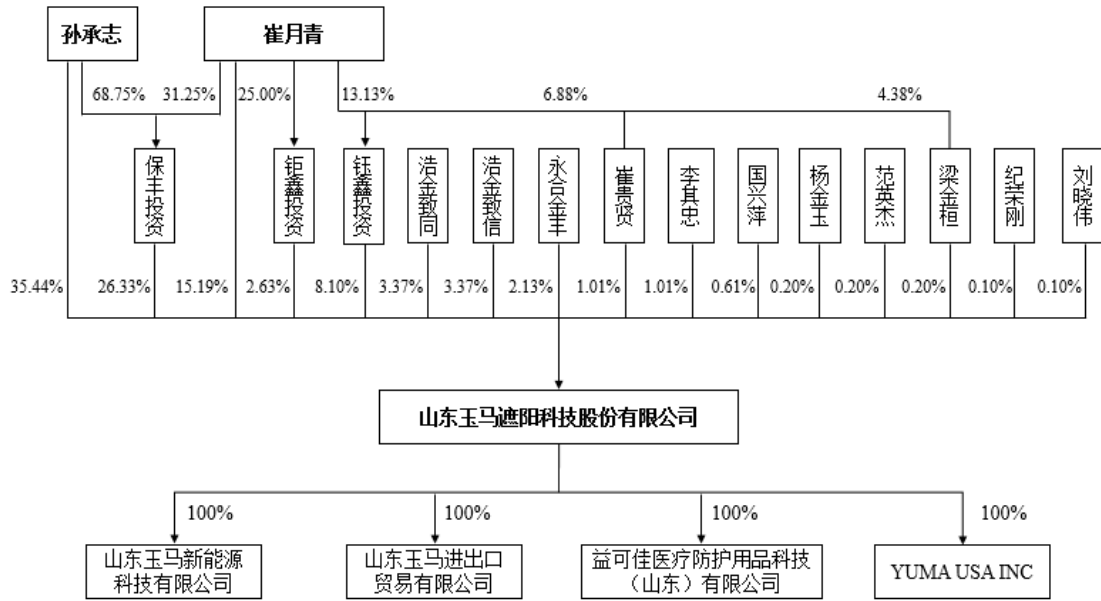 孙承志
崔月青
68.75%
31.25%
25.00%
13.13%
6.88%
4.38%
保丰投资
钜鑫投资
钰鑫投资
浩金致同
浩金致信
永合金丰
崔贵贤
李其忠
国兴萍
杨金玉
范英杰
梁金桓
纪荣刚
刘晓伟
35.44%
26.33%
15.19%
2.63%
8.10%
3.37%
3.37%
2.13%
1.01%
1.01%
0.61%
0.20%
0.20%
0.20%
0.10%
0.10%
山东玉马遮阳科技股份有限公司
100%
100%
100%
100%
山东玉马新能源
科技有限公司
山东玉马进出口
贸易有限公司
益可佳医疗防护用品科技
（山东）有限公司
YUMA USA INC